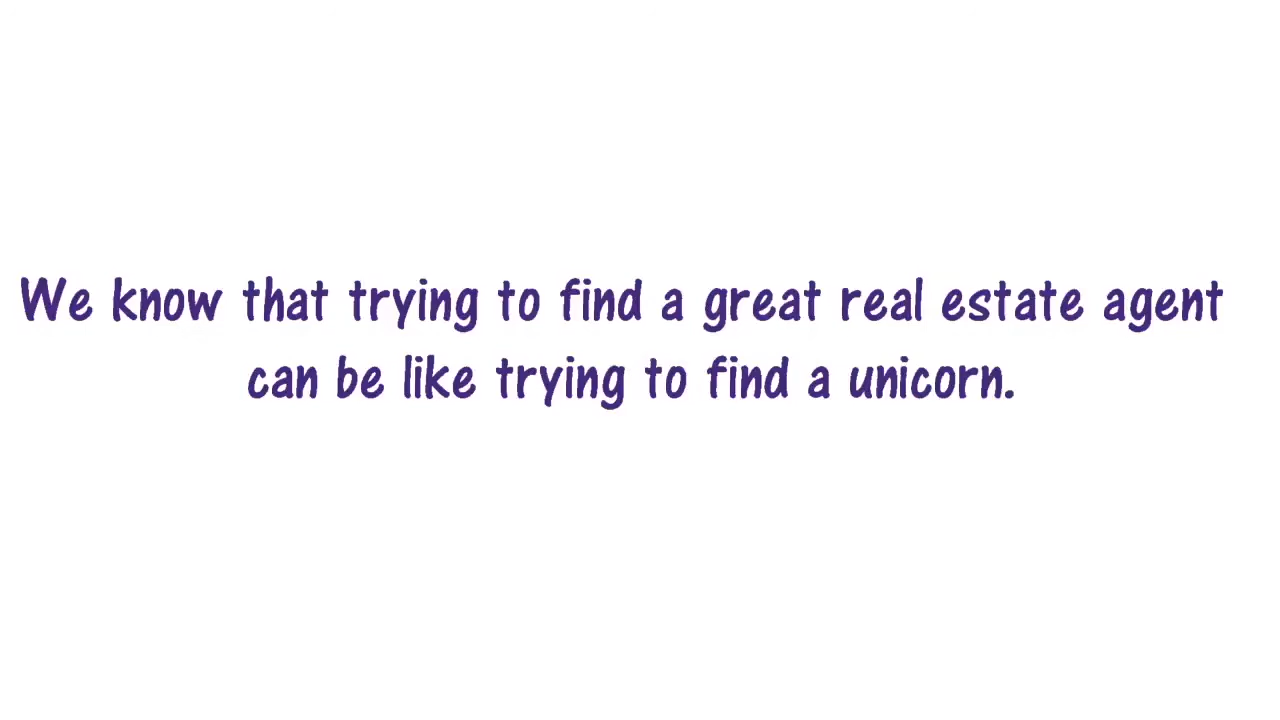 We know that trying to find a great real estate agent
can be like trying to find a unicorn.